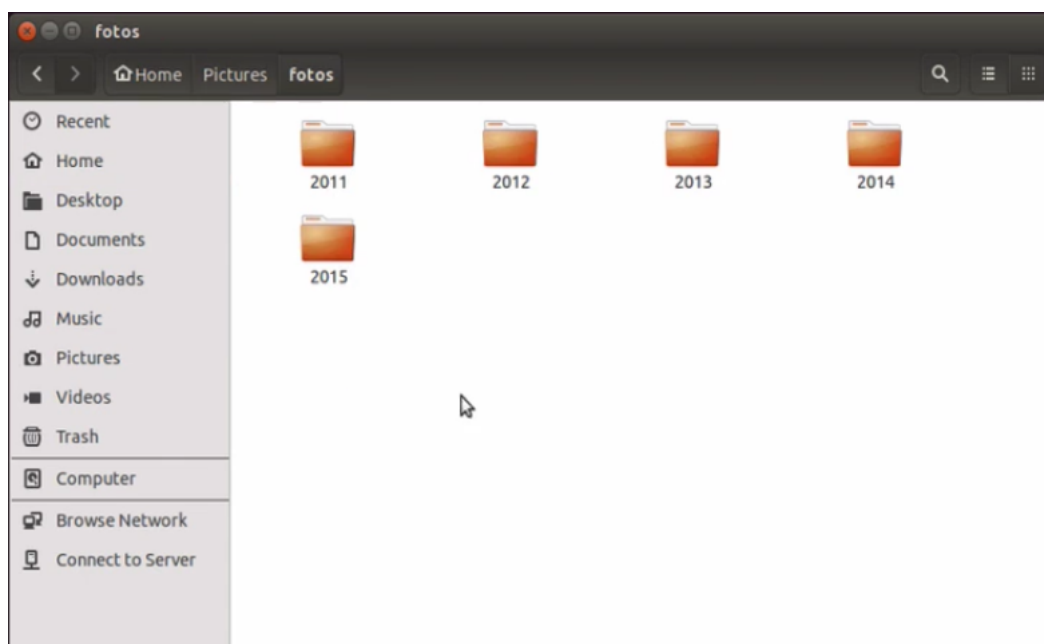 fotos
Home Pictures fotos
Recent
Home
Desktop
Documents
Downloads
Music
Pictures
Videos
Trash
Computer
Browse Network
Connect to Server
2011 2012 2013 2014
2015